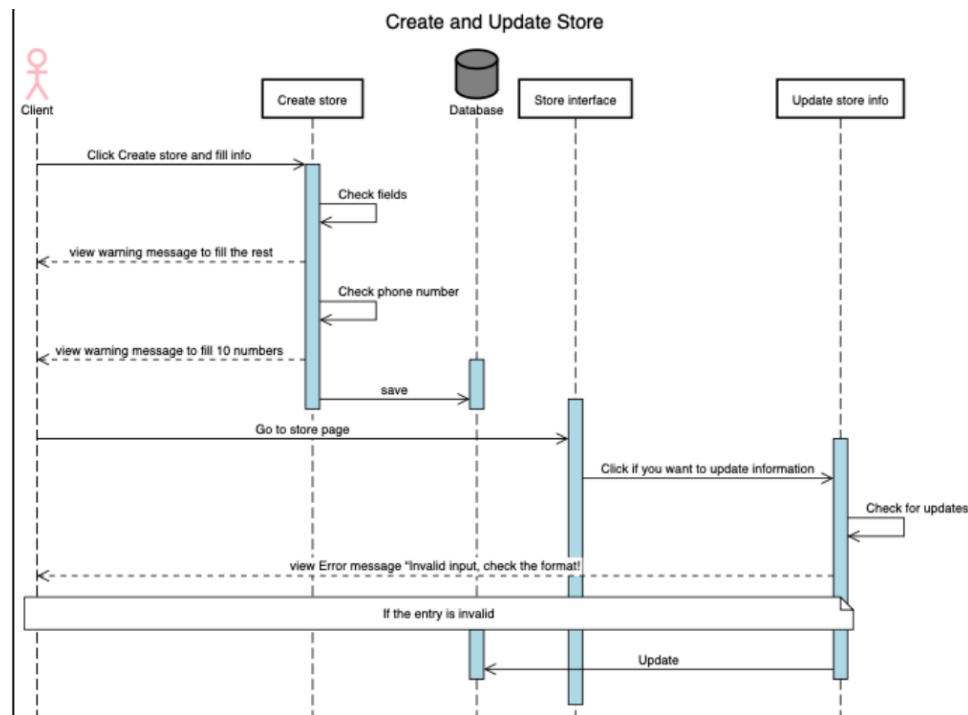 Create and Update Store
Client
Create store
Database
Store interface
Update store info
Click Create store and fill info
Check fields
view warning message to fill the rest
Check phone number
view warning message to fill 10 numbers
save
Go to store page
Click if you want to update information
Check for updates
view Error message "Invalid input, check the format!
If the entry is invalid
Update